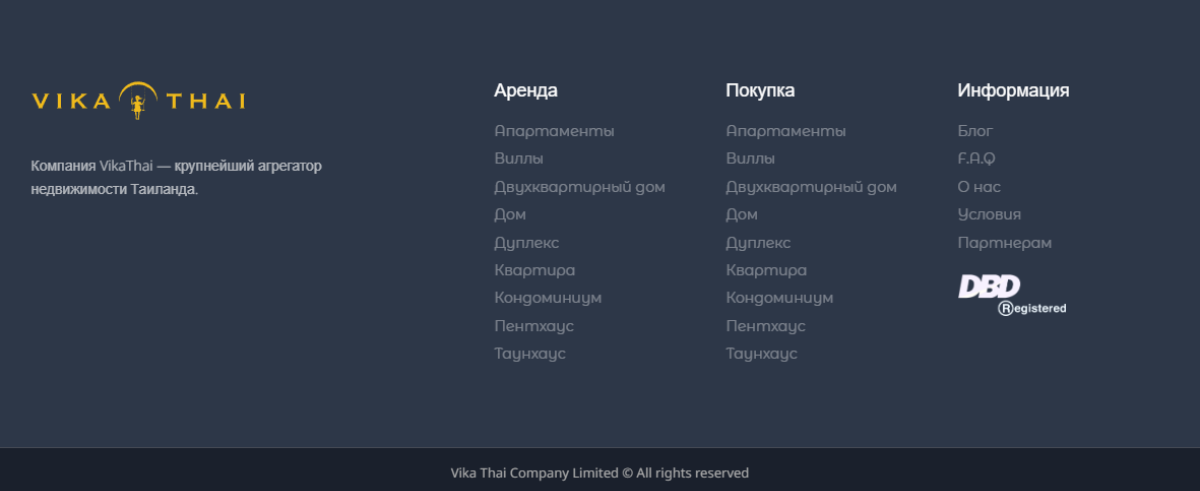 VIKA THAI
Компания VikaThai — крупнейший агрегатор
недвижимости Таиланда.
Аренда
Апартаменты
Виллы
Двухквартирный дом
Дом
Дуплекс
Квартира
Кондоминиум
Пентхаус
Таунхаус
Покупка
Апартаменты
Виллы
Двухквартирный дом
Дом
Дуплекс
Квартира
Кондоминиум
Пентхаус
Таунхаус
Информация
Блог
F.A.Q
О нас
Условия
Партнерам
DBD
Registered
Vika Thai Company Limited © All rights reserved